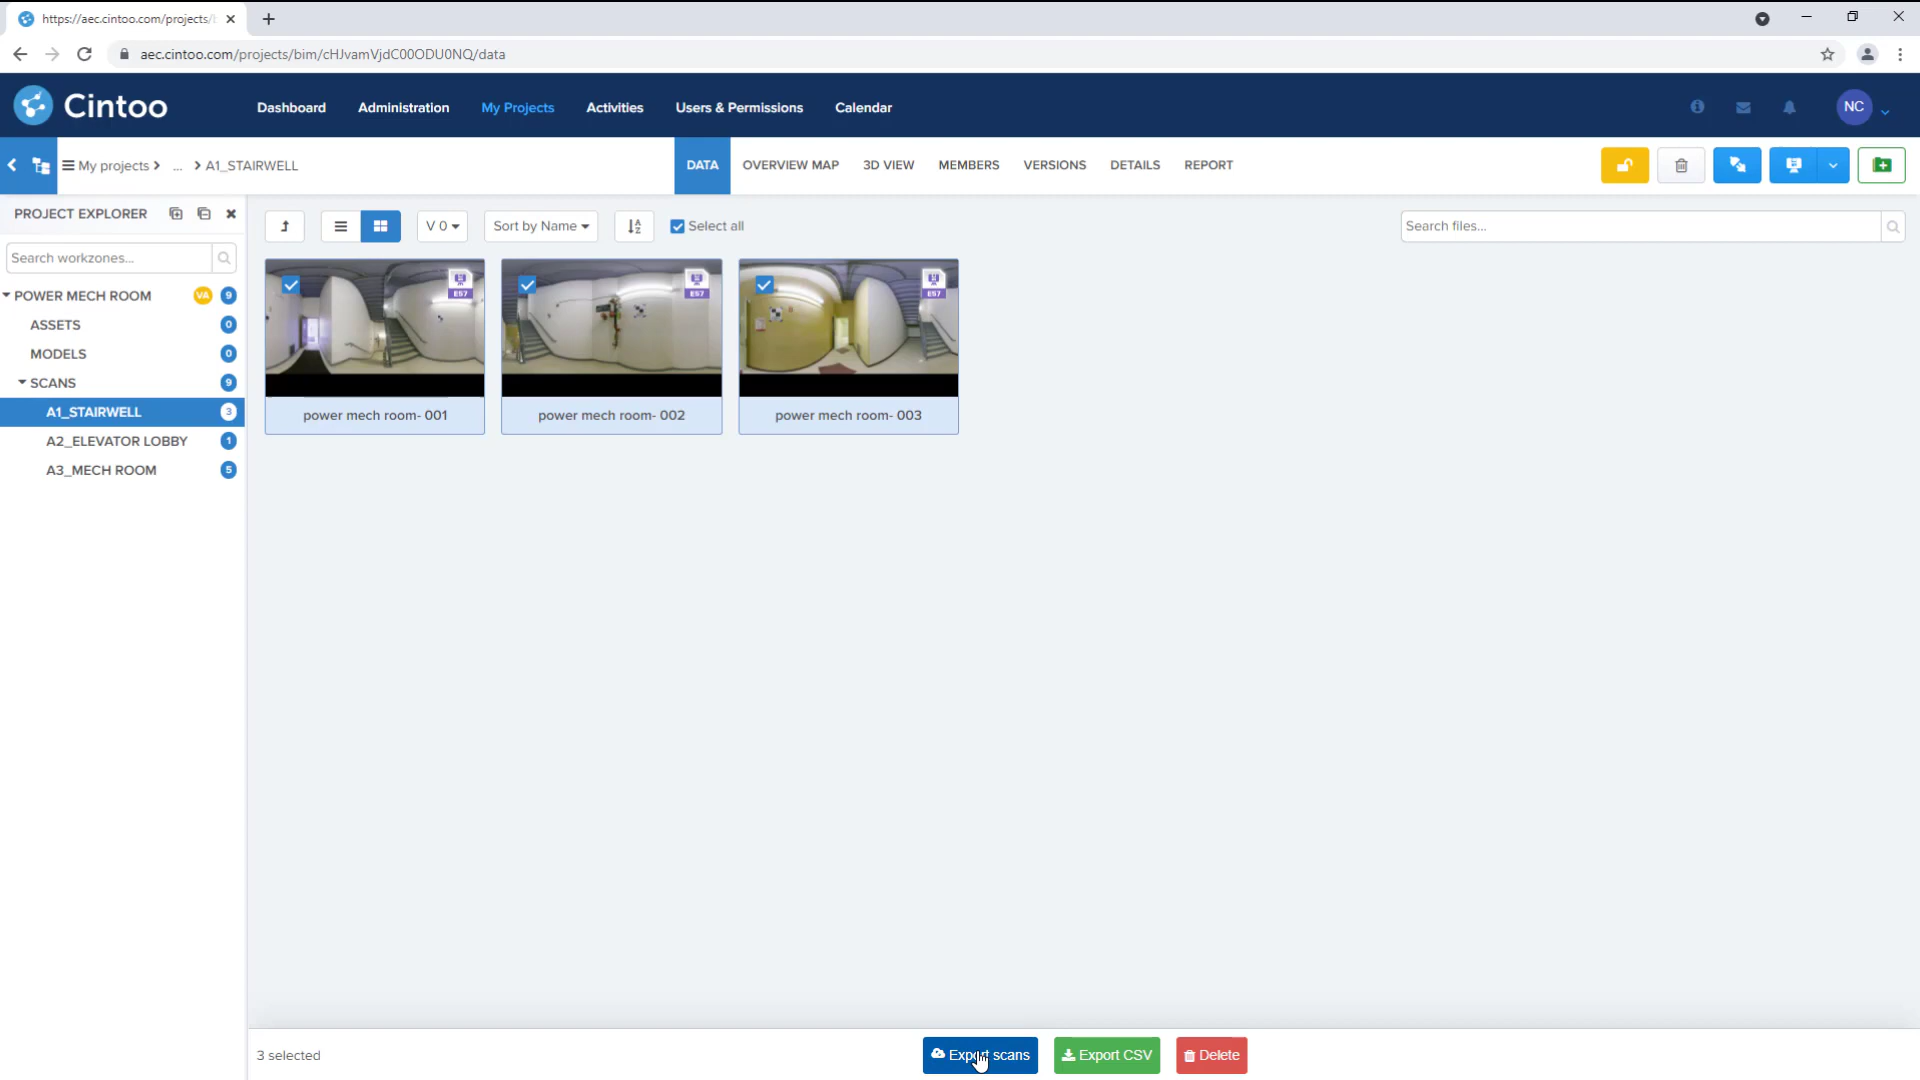 https://aec.cintoo.com/projects/
aec.cintoo.com/projects/bim/cHJvamVjdC00ODU0NQ/data
Cintoo
Dashboard
Administration
My Projects
Activities
Users & Permissions
Calendar
NC
My projects > ... > A1_STAIRWELL
DATA
OVERVIEW MAP
3D VIEW
MEMBERS
VERSIONS
DETAILS
REPORT
PROJECT EXPLORER
V 0
Sort by Name
Select all
Search files...
Search workzones...
POWER MECH ROOM VA 9
ASSETS 0
MODELS 0
SCANS 9
A1_STAIRWELL 3
A2_ELEVATOR LOBBY 1
A3_MECH ROOM 5
E57
E57
E57
power mech room- 001
power mech room- 002
power mech room- 003
3 selected
Export scans
Export CSV
Delete